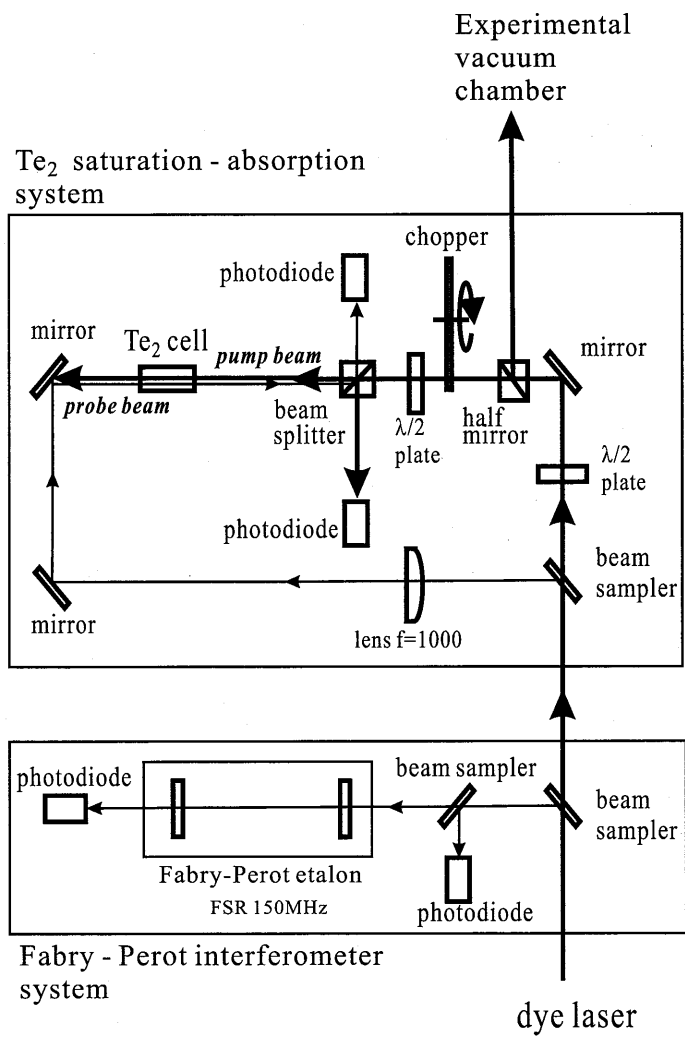 Experimental
vacuum
chamber
Te2 saturation - absorption
system
chopper
photodiode
mirror
Te2 cell
pump beam
mirror
probe beam
beam
splitter
λ/2
plate
half
mirror
λ/2
plate
photodiode
beam
sampler
mirror
lens f=1000
photodiode
beam sampler
beam
sampler
Fabry-Perot etalon
FSR 150MHz
photodiode
Fabry - Perot interferometer
system
dye laser